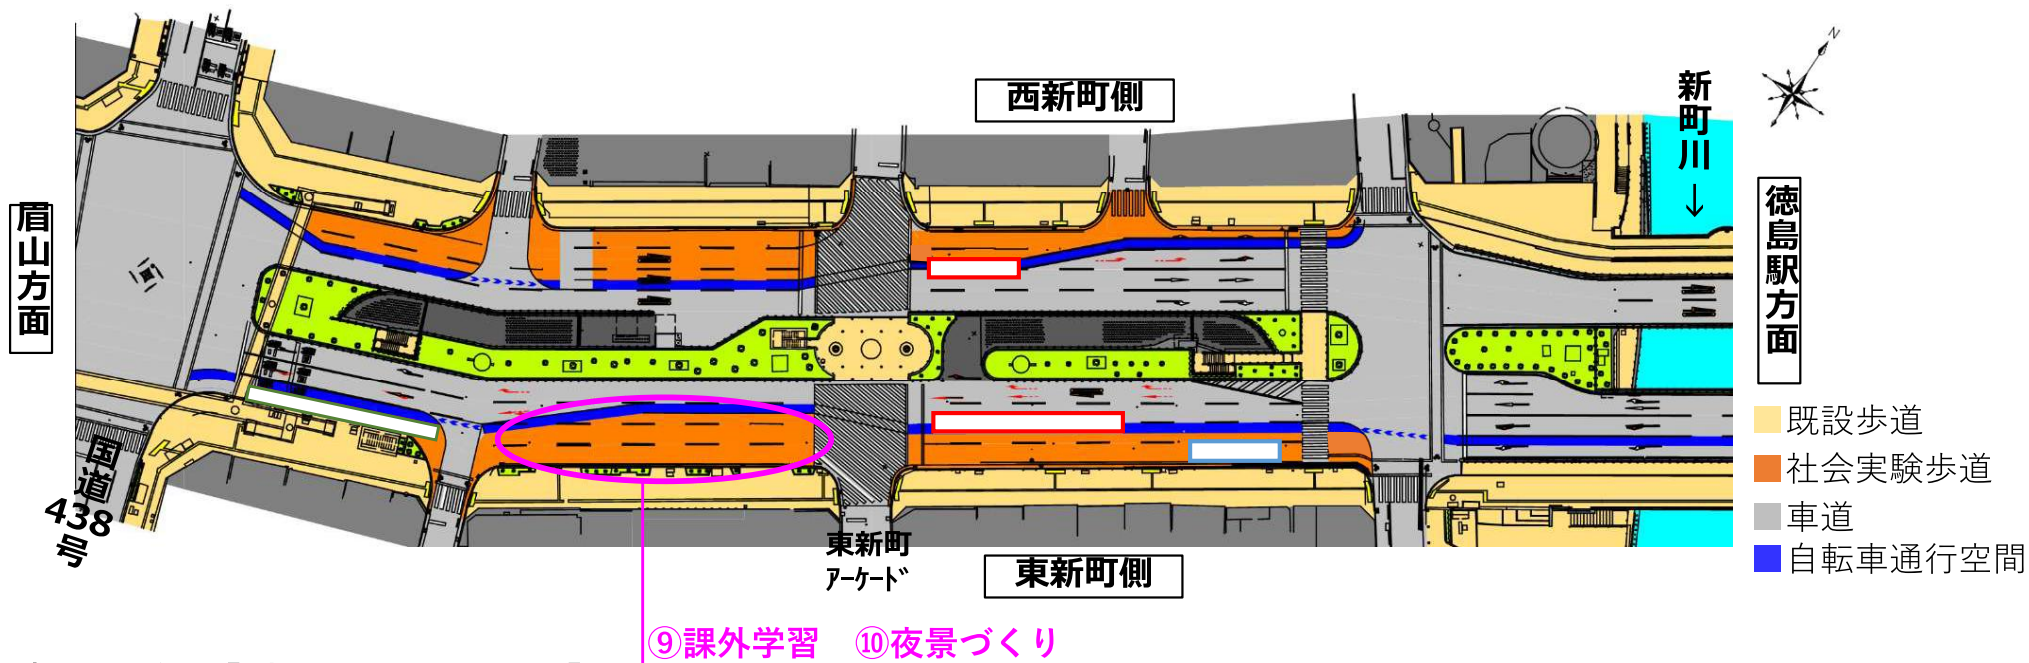 西新町側
新町川
↓
N
眉山方面
徳島駅方面
既設歩道
社会実験歩道
車道
自転車通行空間
国道
438
号
東新町
ｱｰｹｰﾄﾞ
東新町側
⑨課外学習　⑩夜景づくり